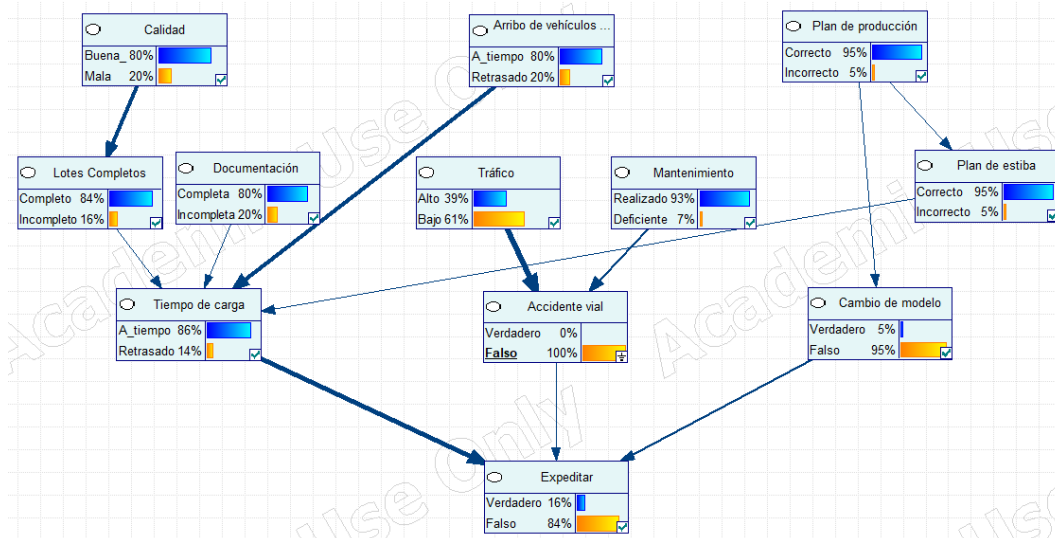 Calidad
Buena_ 80%
Mala 20%
Arribo de vehículos ...
A_tiempo 80%
Retrasado 20%
Plan de producción
Correcto 95%
Incorrecto 5%
Lotes Completos
Completo 84%
Incompleto 16%
Documentación
Completa 80%
Incompleta 20%
Tráfico
Alto 39%
Bajo 61%
Mantenimiento
Realizado 93%
Deficiente 7%
Plan de estiba
Correcto 95%
Incorrecto 5%
Tiempo de carga
A_tiempo 86%
Retrasado 14%
Accidente vial
Verdadero 0%
Falso 100%
Cambio de modelo
Verdadero 5%
Falso 95%
Expeditar
Verdadero 16%
Falso 84%
Academic Use Only